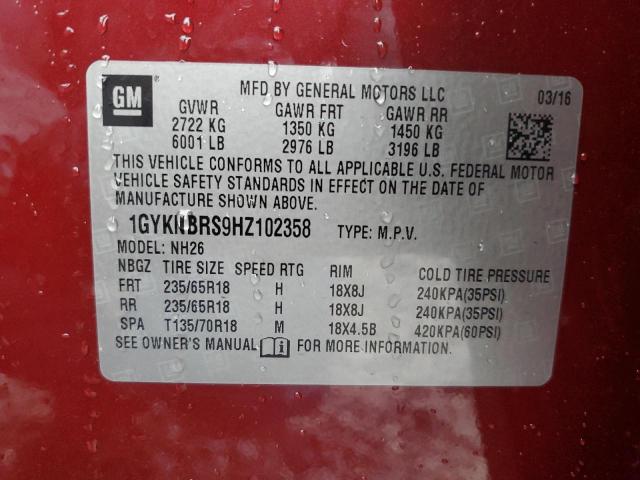 GM ®
MFD BY GENERAL MOTORS LLC 03/16
GVWR GAWR FRT GAWR RR
2722 KG 1350 KG 1450 KG
6001 LB 2976 LB 3196 LB
THIS VEHICLE CONFORMS TO ALL APPLICABLE U.S. FEDERAL MOTOR
VEHICLE SAFETY STANDARDS IN EFFECT ON THE DATE OF
MANUFACTURE SHOWN ABOVE.
1GYKNBRS9HZ102358 TYPE: M.P.V.
MODEL: NH26
NBGZ TIRE SIZE SPEED RTG RIM COLD TIRE PRESSURE
FRT 235/65R18 H 18X8J 240KPA(35PSI)
RR 235/65R18 H 18X8J 240KPA(35PSI)
SPA T135/70R18 M 18X4.5B 420KPA(60PSI)
SEE OWNER'S MANUAL FOR MORE INFORMATION.